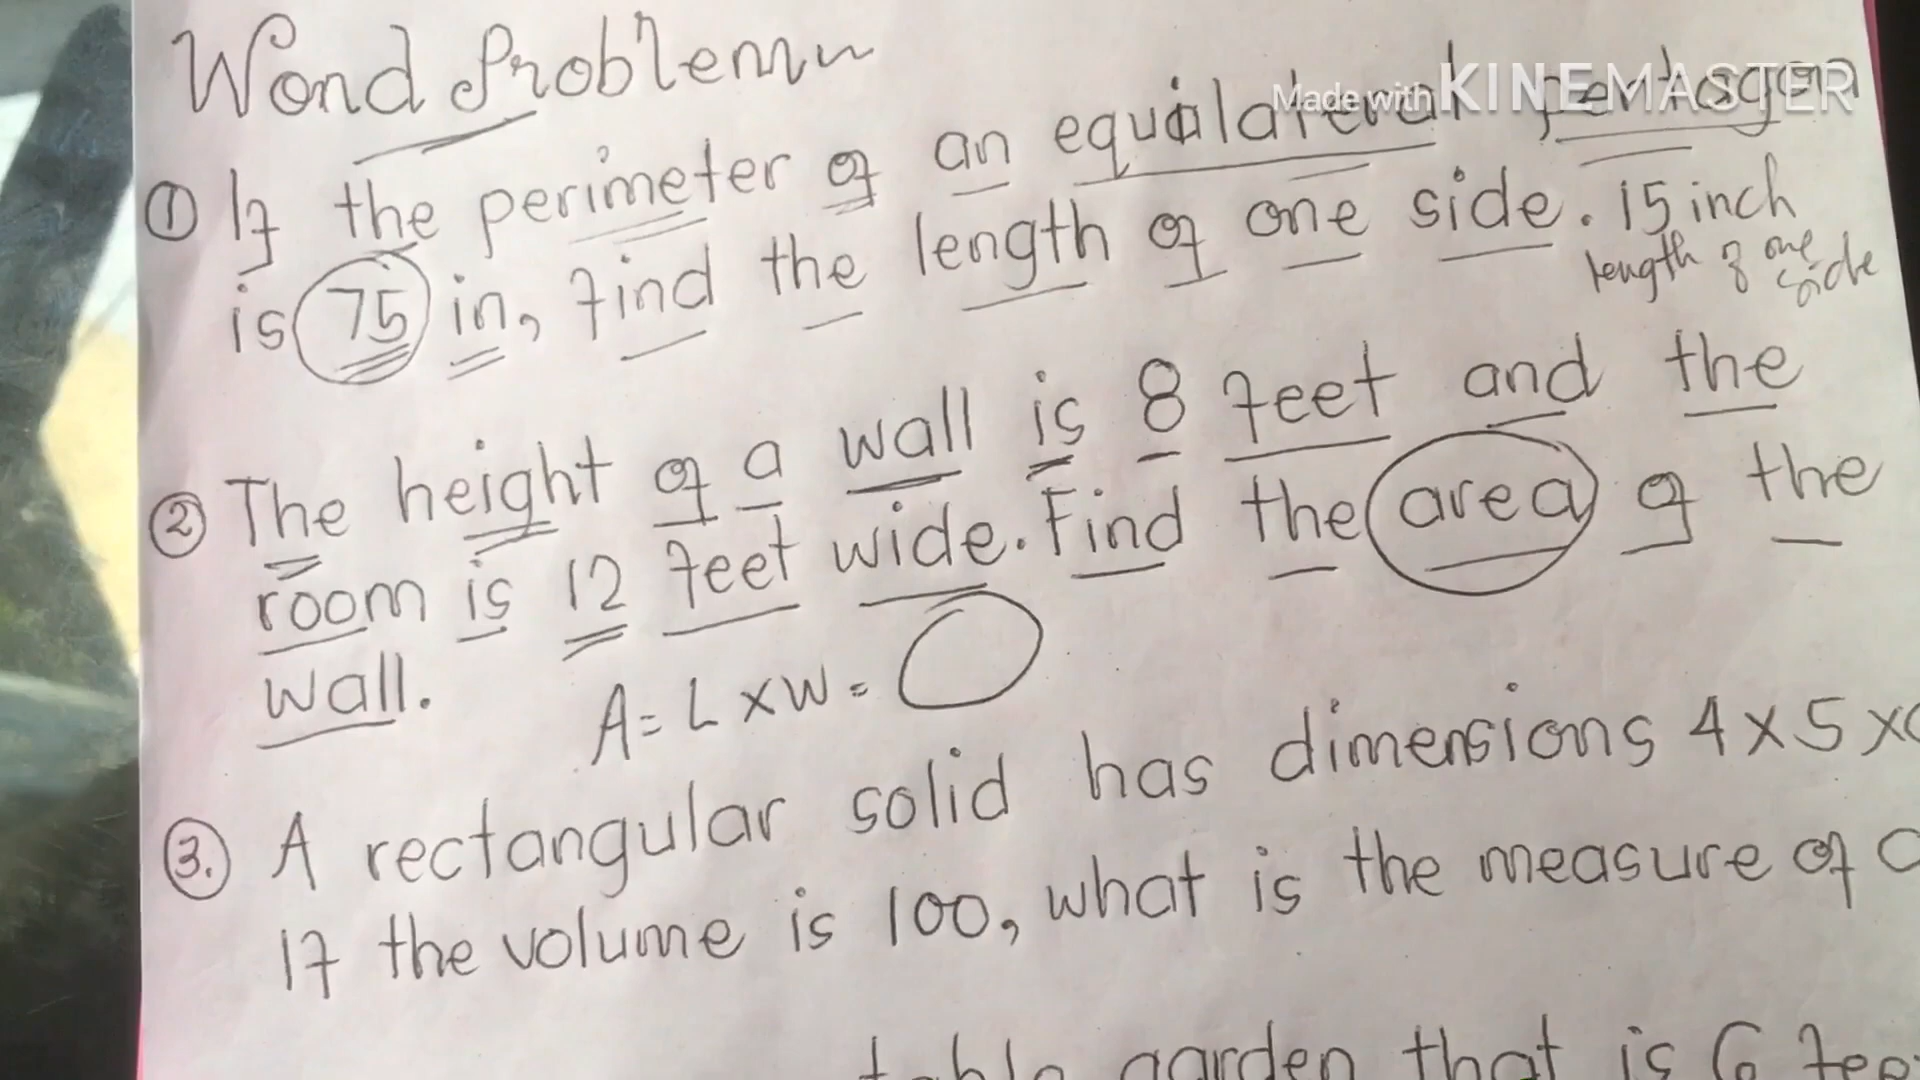 Word Problem
Made with KINEMASTER
① If the perimeter of an equilateral pentagon
is 75 in, find the length of one side. 15 inch
length of one
side
② The height of a wall is 8 feet and the
room is 12 feet wide. Find the area of the
wall.
A = L x W =
③. A rectangular solid has dimensions 4 x 5 x
If the volume is 100, what is the measure of
garden that is 6